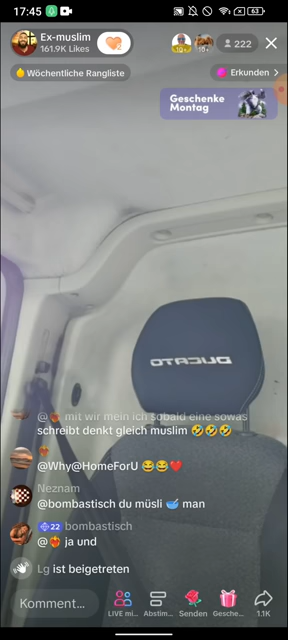 17:45
63
Ex-muslim
161.9K Likes
222
Wöchentliche Rangliste
Erkunden >
Geschenke
Montag
DUCATO
@❤️‍🔥 mit wir mein ich sobald eine sowas
schreibt denkt gleich muslim 🤣🤣🤣
❤️‍🔥
@Why@HomeForU 😂😂❤️
Neznam
@bombastisch du müsli 🥣 man
22 bombastisch
@❤️‍🔥 ja und
Lg ist beigetreten
Komment...
LIVE mi...
Abstim...
Rose
Gesche...
1.1K